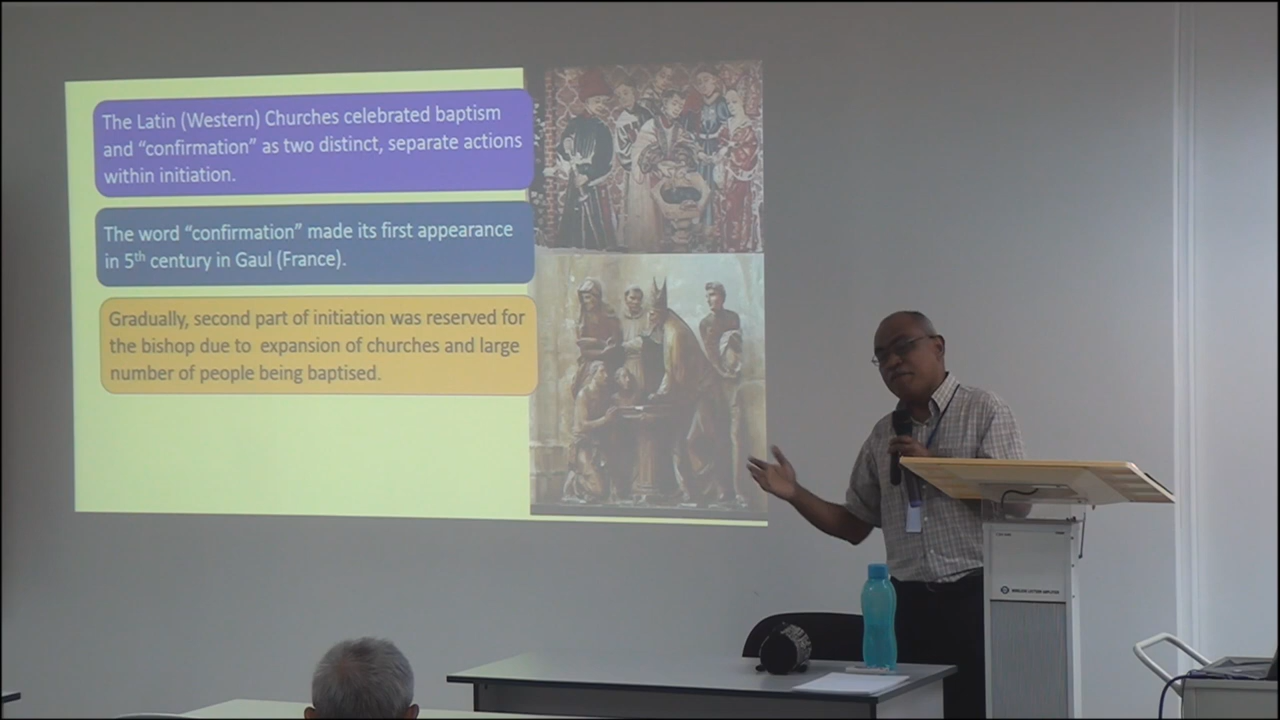 The Latin (Western) Churches celebrated baptism
and “confirmation” as two distinct, separate actions
within initiation.
The word “confirmation” made its first appearance
in 5th century in Gaul (France).
Gradually, second part of initiation was reserved for
the bishop due to expansion of churches and large
number of people being baptised.